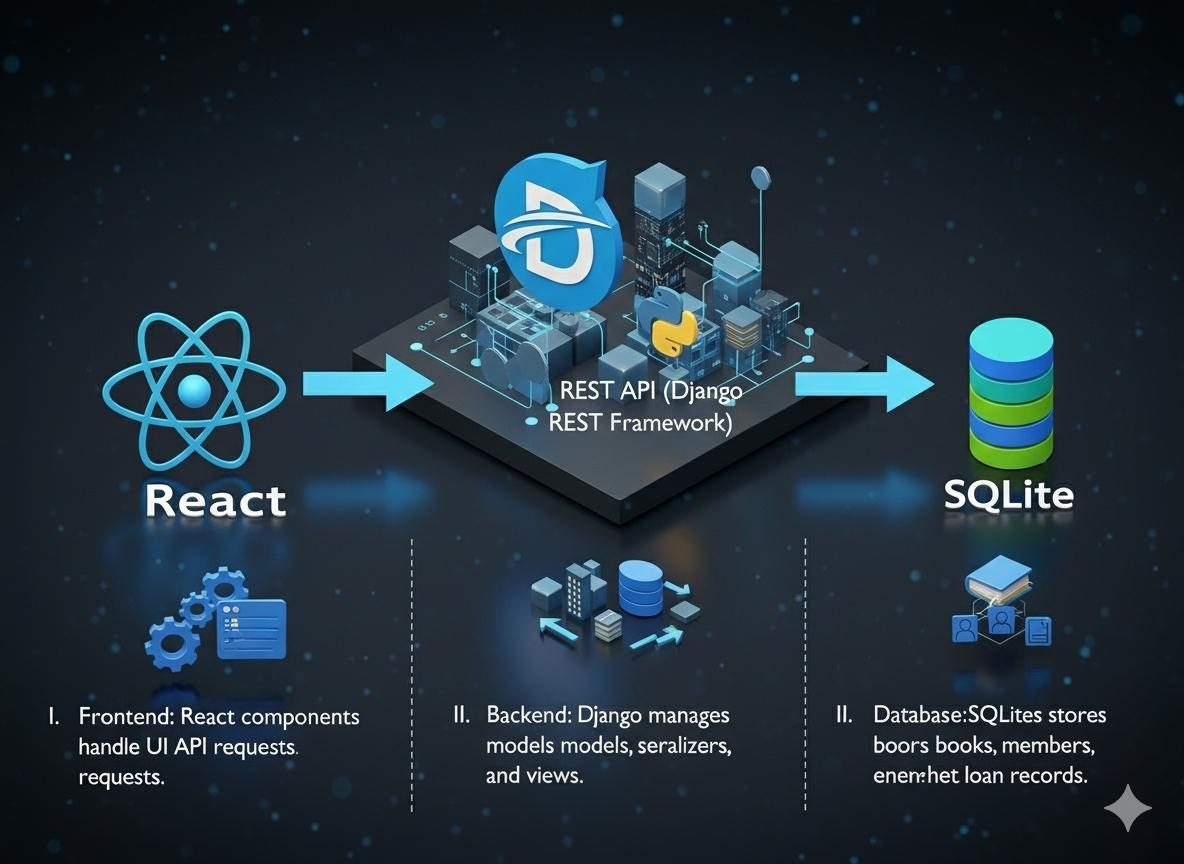 REST API (Django
REST Framework)
React
SQLite
I. Frontend: React components
handle UI API requests.
requests.
II. Backend: Django manages
models models, seralizers,
and views.
II. Database:SQLites stores
boors books, members,
loan records.